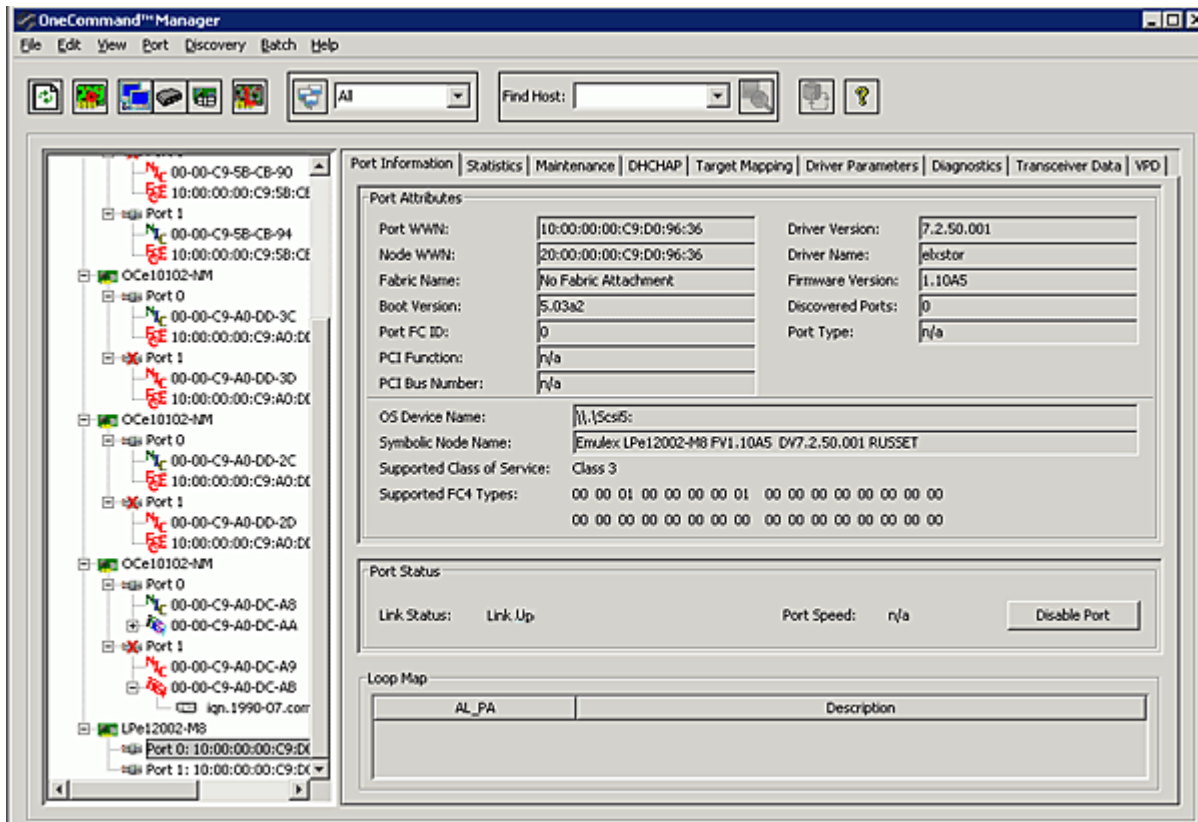 OneCommand™ Manager
File Edit View Port Discovery Batch Help
All
Find Host:
00-00-C9-5B-CB-90
10:00:00:00:C9:5B:CB
Port 1
00-00-C9-5B-CB-94
10:00:00:00:C9:5B:CB
OCe10102-NM
Port 0
00-00-C9-A0-DD-3C
10:00:00:00:C9:A0:DD
Port 1
00-00-C9-A0-DD-3D
10:00:00:00:C9:A0:DD
OCe10102-NM
Port 0
00-00-C9-A0-DD-2C
10:00:00:00:C9:A0:DD
Port 1
00-00-C9-A0-DD-2D
10:00:00:00:C9:A0:DD
OCe10102-NM
Port 0
00-00-C9-A0-DC-A8
00-00-C9-A0-DC-AA
Port 1
00-00-C9-A0-DC-A9
00-00-C9-A0-DC-AB
iqn.1990-07.com
LPe12002-M8
Port 0: 10:00:00:00:C9:D0
Port 1: 10:00:00:00:C9:D0
Port Information Statistics Maintenance DHCHAP Target Mapping Driver Parameters Diagnostics Transceiver Data VPD
Port Attributes
Port WWN: 10:00:00:00:C9:D0:96:36 Driver Version: 7.2.50.001
Node WWN: 20:00:00:00:C9:D0:96:36 Driver Name: elxstor
Fabric Name: No Fabric Attachment Firmware Version: 1.10A5
Boot Version: 5.03a2 Discovered Ports: 0
Port FC ID: 0 Port Type: n/a
PCI Function: n/a
PCI Bus Number: n/a
OS Device Name: \\.\Scsi5:
Symbolic Node Name: Emulex LPe12002-M8 FV1.10A5 DV7.2.50.001 RUSSET
Supported Class of Service: Class 3
Supported FC4 Types: 00 00 01 00 00 00 00 01 00 00 00 00 00 00 00 00
00 00 00 00 00 00 00 00 00 00 00 00 00 00 00 00
Port Status
Link Status: Link Up Port Speed: n/a Disable Port
Loop Map
AL_PA Description